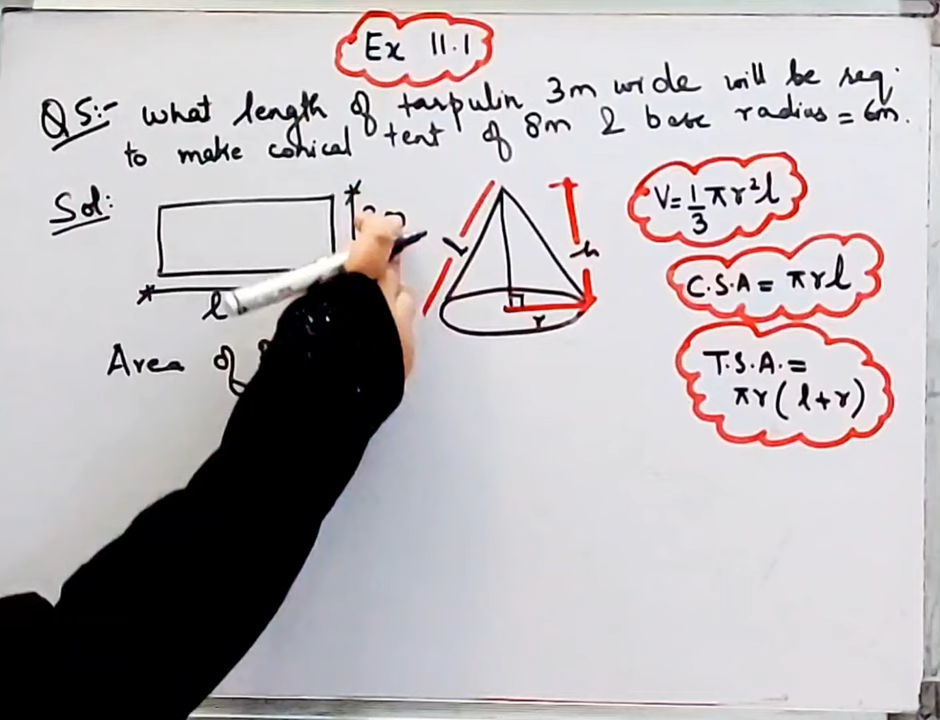 Ex 11.1
Q5:- what length of tarpulin 3m wide will be req.
to make conical tent of 8m & base radius = 6m.
Sol:
l
Area of
l
h
r
V = 1/3 πr²l
C.S.A = πrl
T.S.A. =
πr(l+r)